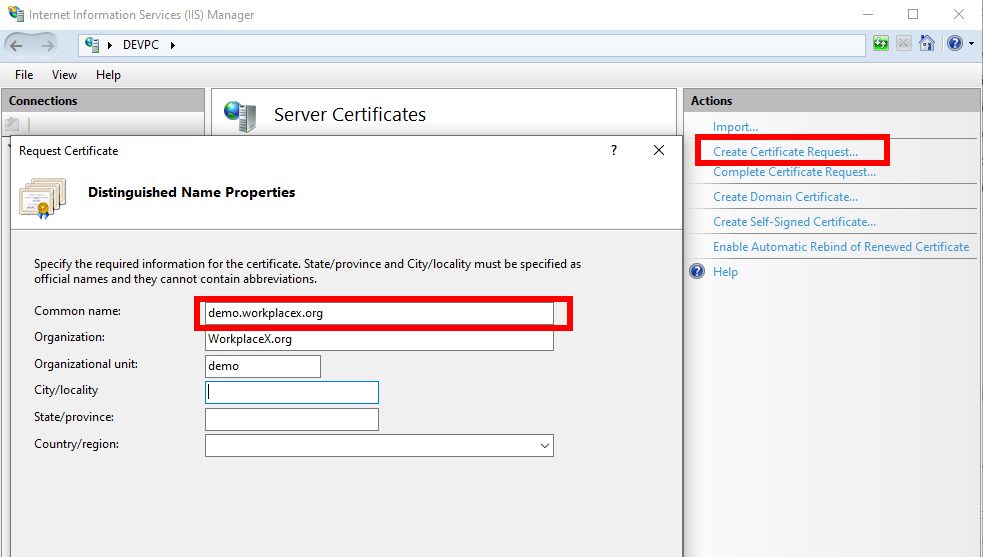 Internet Information Services (IIS) Manager
DEVPC
File View Help
Connections
Server Certificates
Actions
Import...
Create Certificate Request...
Complete Certificate Request...
Create Domain Certificate...
Create Self-Signed Certificate...
Enable Automatic Rebind of Renewed Certificate
Help
Request Certificate
?
Distinguished Name Properties
Specify the required information for the certificate. State/province and City/locality must be specified as
official names and they cannot contain abbreviations.
Common name: demo.workplacex.org
Organization: WorkplaceX.org
Organizational unit: demo
City/locality
State/province:
Country/region: